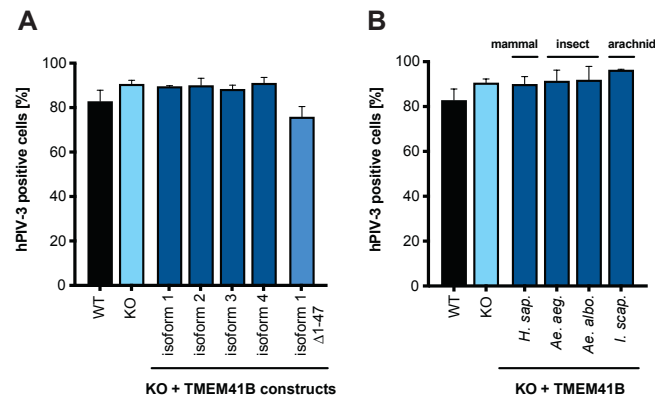 A
hPIV-3 positive cells [%]
100
80
60
40
20
0
WT
KO
isoform 1
isoform 2
isoform 3
isoform 4
isoform 1
Δ1-47
KO + TMEM41B constructs
B
mammal insect arachnid
hPIV-3 positive cells [%]
100
80
60
40
20
0
WT
KO
H. sap.
Ae. aeg.
Ae. albo.
I. scap.
KO + TMEM41B